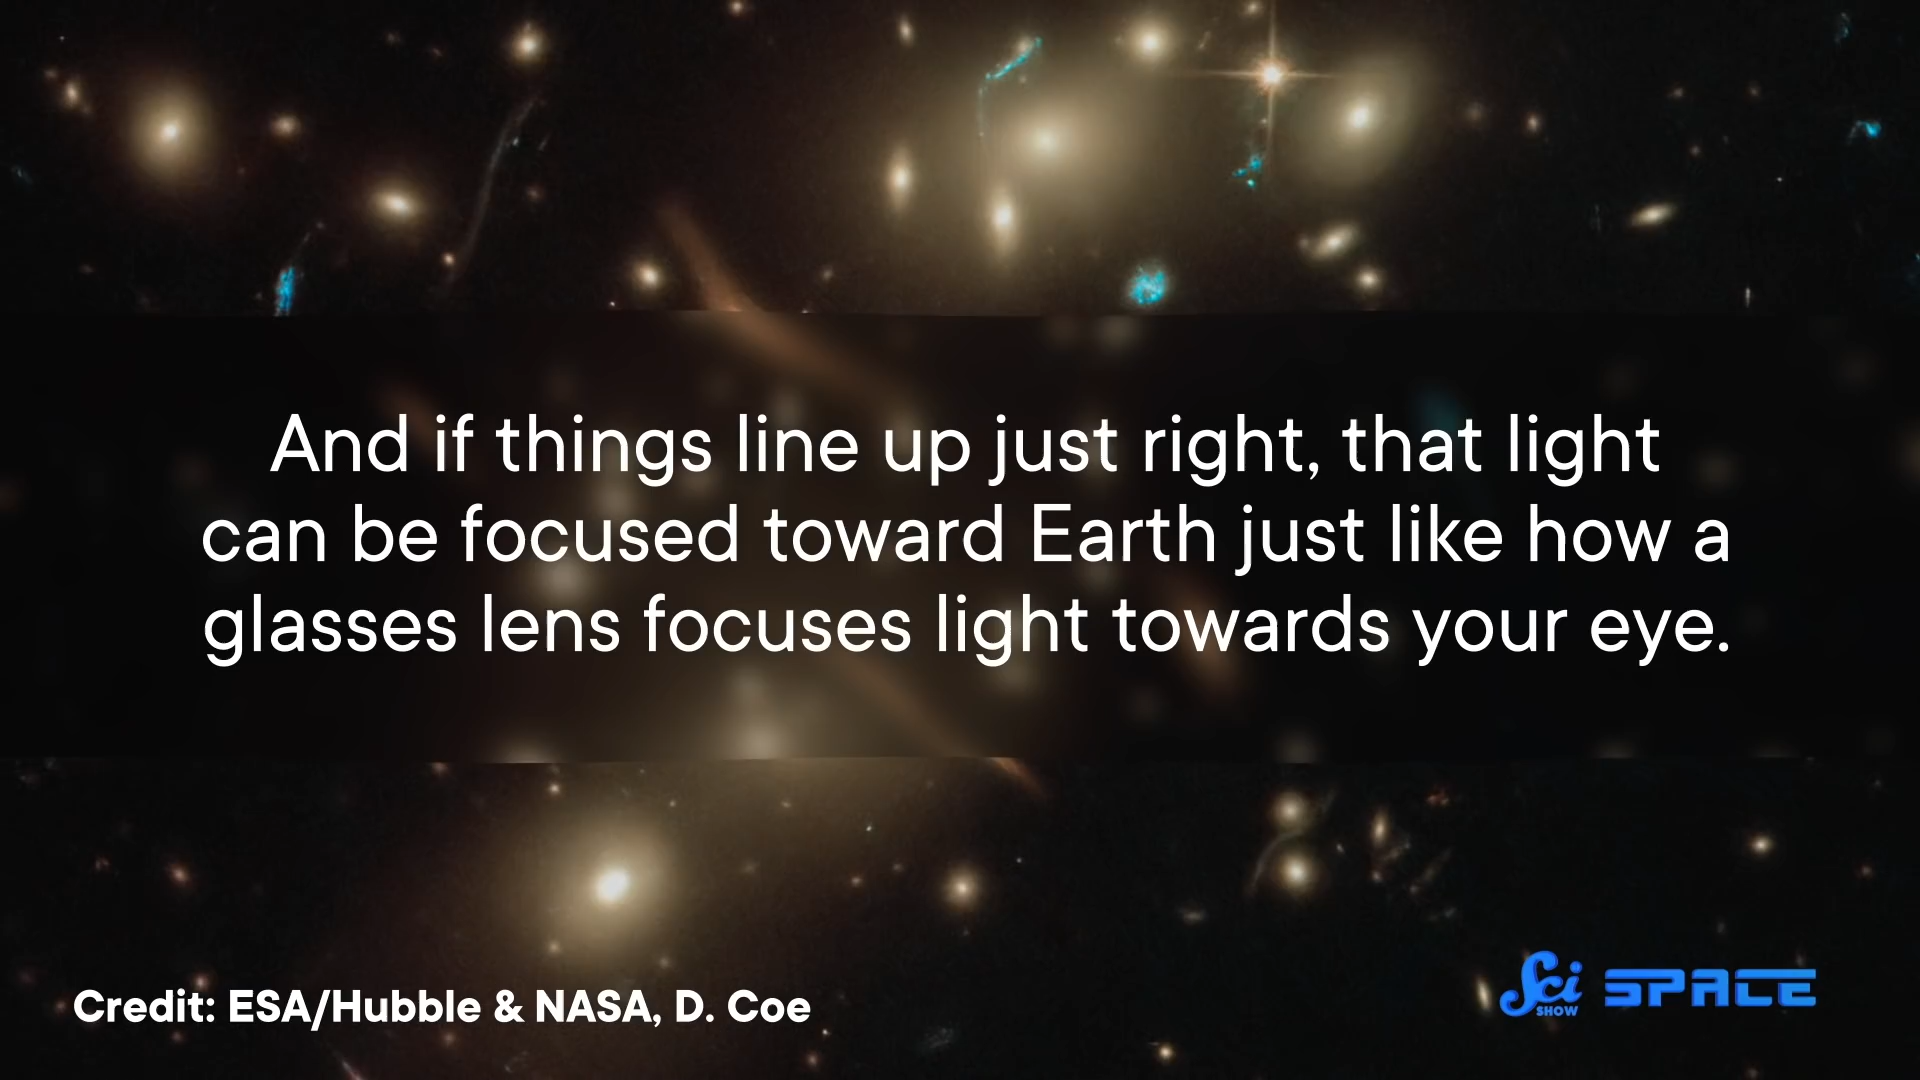 And if things line up just right, that light
can be focused toward Earth just like how a
glasses lens focuses light towards your eye.
Credit: ESA/Hubble & NASA, D. Coe
Sci SHOW SPACE